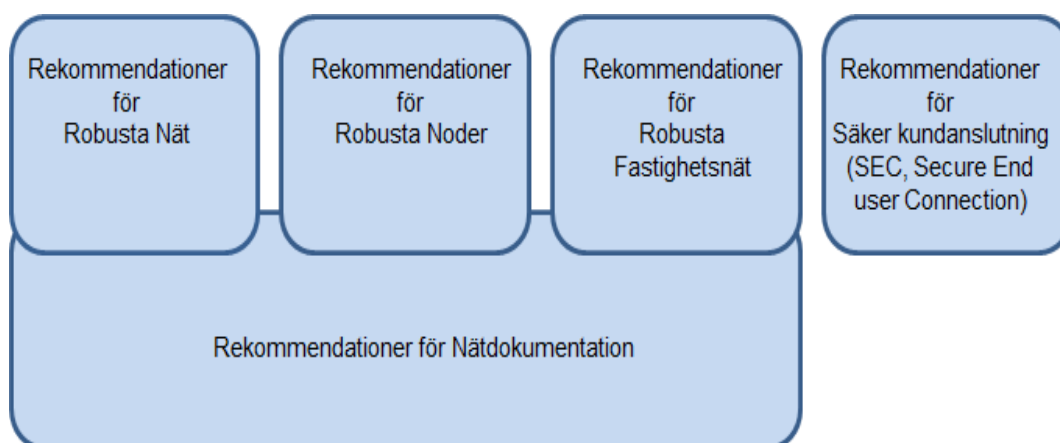 Rekommendationer
för
Robusta Nät
Rekommendationer
för
Robusta Noder
Rekommendationer
för
Robusta
Fastighetsnät
Rekommendationer
för
Säker kundanslutning
(SEC, Secure End
user Connection)
Rekommendationer för Nätdokumentation